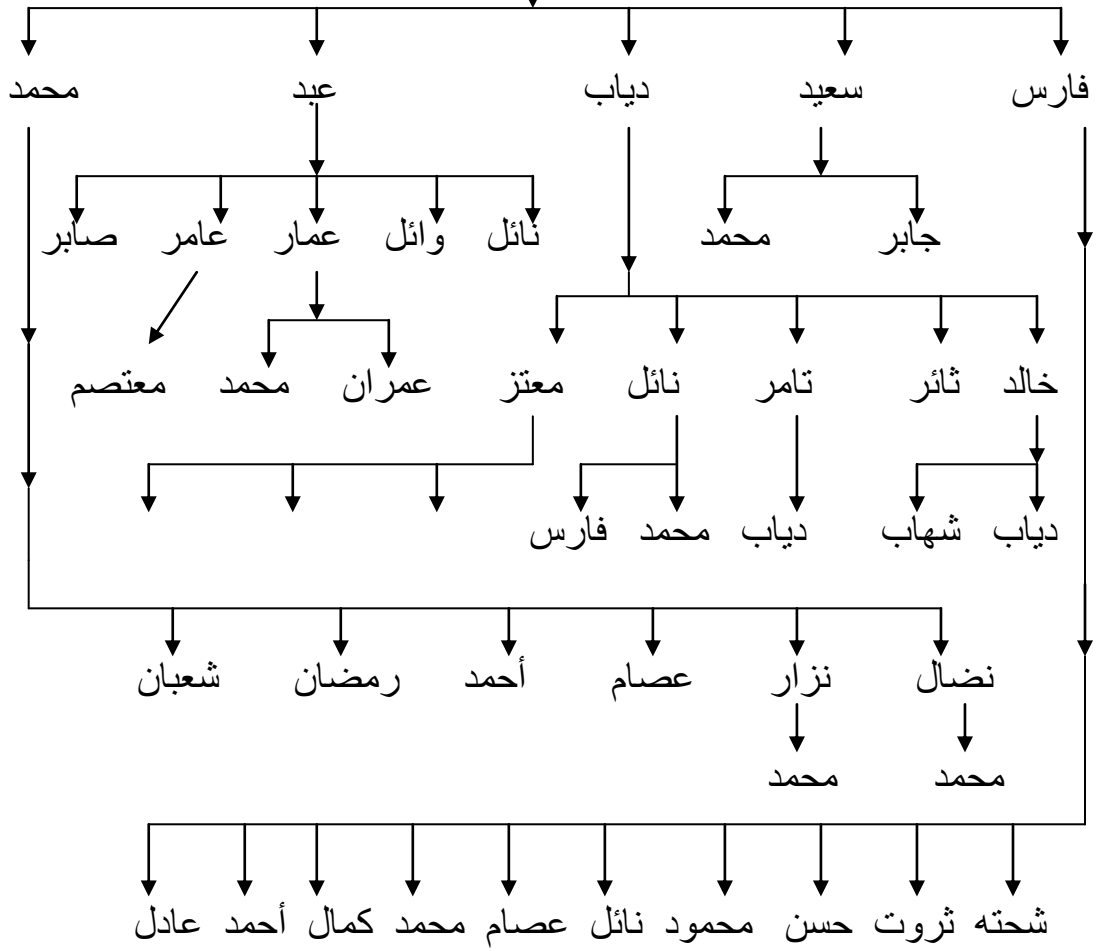 فارس سعيد دياب عبد محمد
جابر محمد نائل وائل عمار عامر صابر
خالد ثائر تامر نائل معتز عمران محمد معتصم
دياب شهاب دياب محمد فارس
نضال نزار عصام أحمد رمضان شعبان
محمد محمد
شحته ثروت حسن محمود نائل عصام محمد كمال أحمد عادل